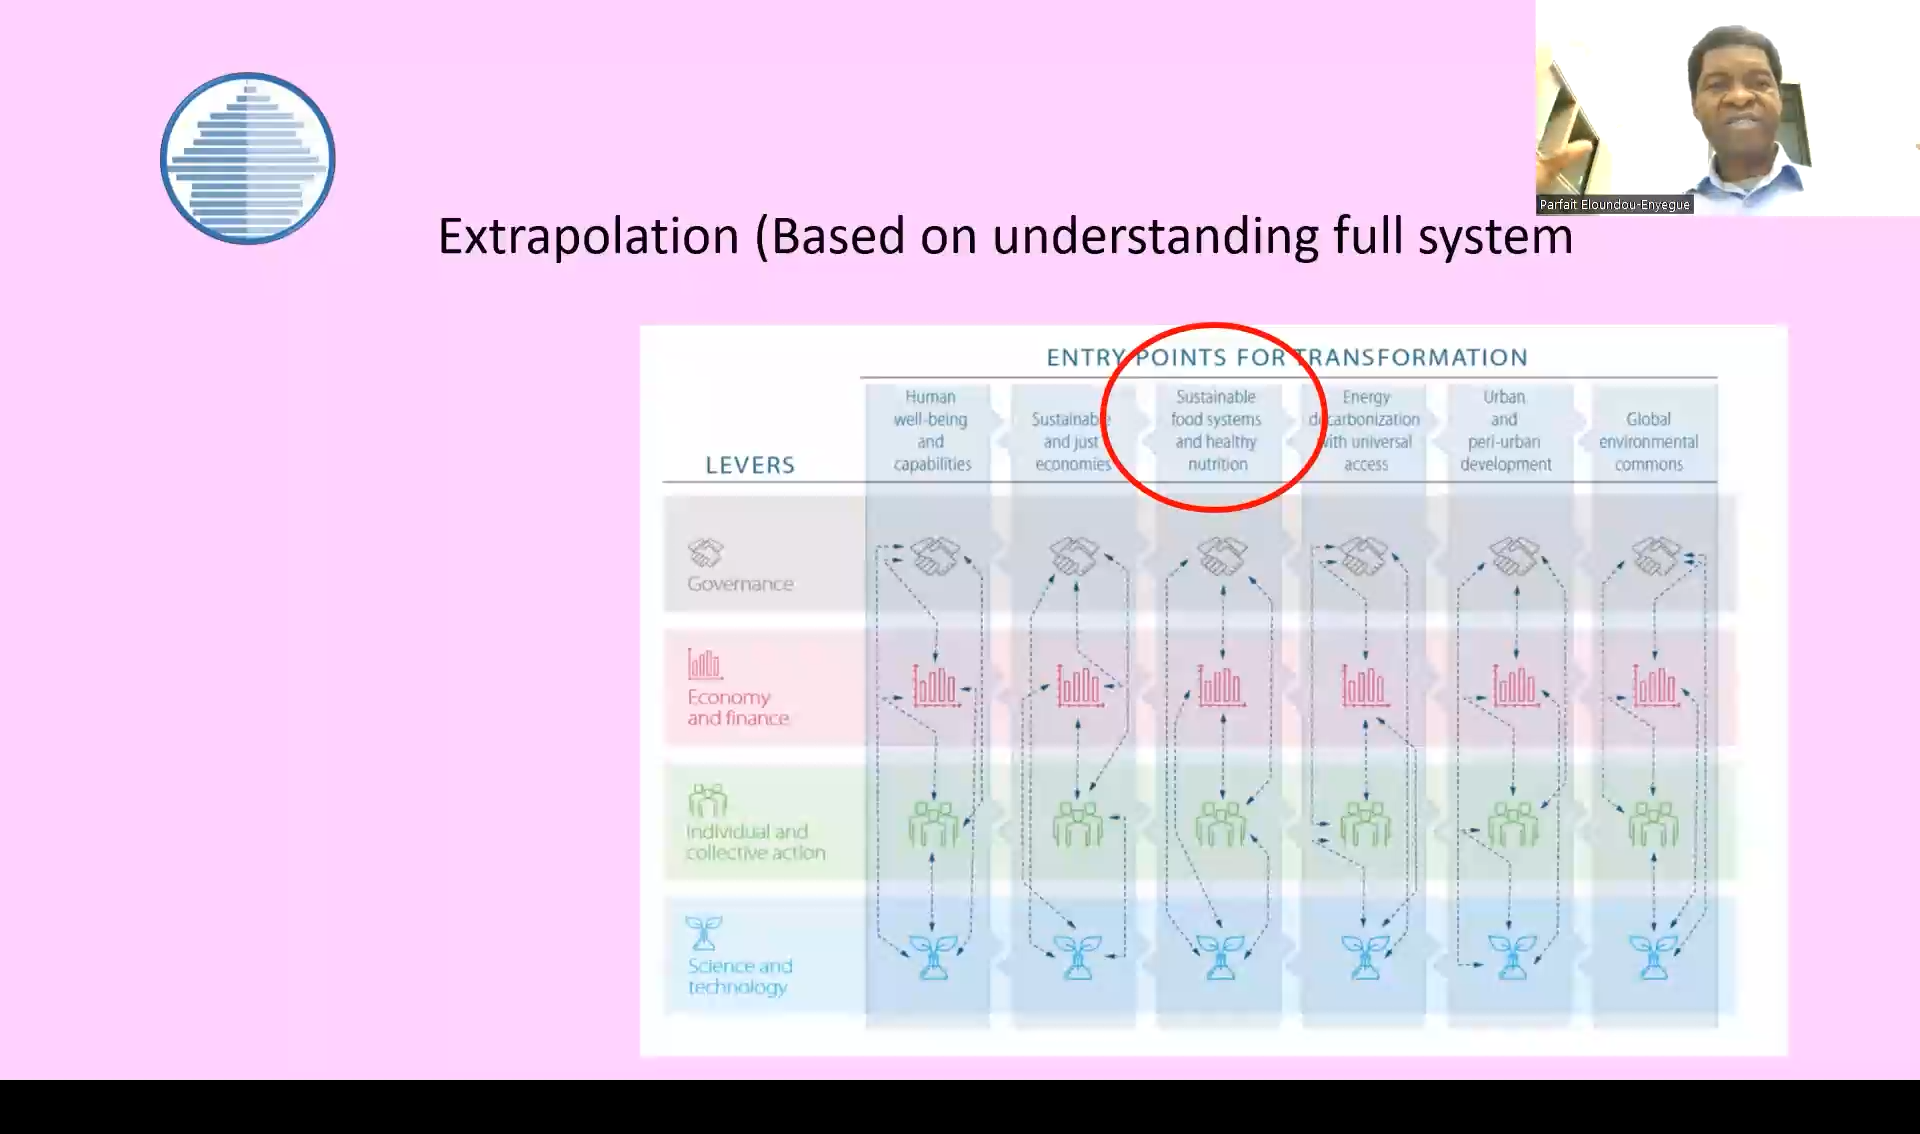 Parfait Eloundou-Enyegue
Extrapolation (Based on understanding full system
ENTRY POINTS FOR TRANSFORMATION
LEVERS
Human
well-being
and
capabilities
Sustainable
and just
economies
Sustainable
food systems
and healthy
nutrition
Energy
decarbonization
with universal
access
Urban
and
peri-urban
development
Global
environmental
commons
Governance
Economy
and finance
Individual and
collective action
Science and
technology